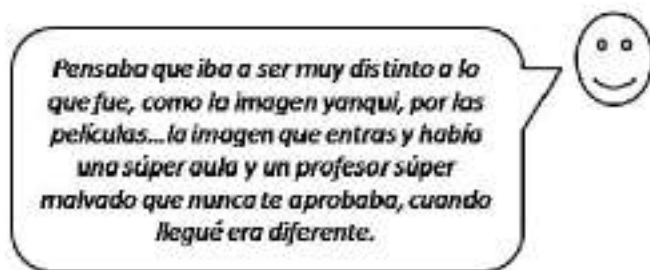 Pensaba que iba a ser muy distinto a lo
que fue, como la imagen yanqui, por las
películas...la imagen que entras y había
una súper aula y un profesor súper
malvado que nunca te aprobaba, cuando
llegué era diferente.